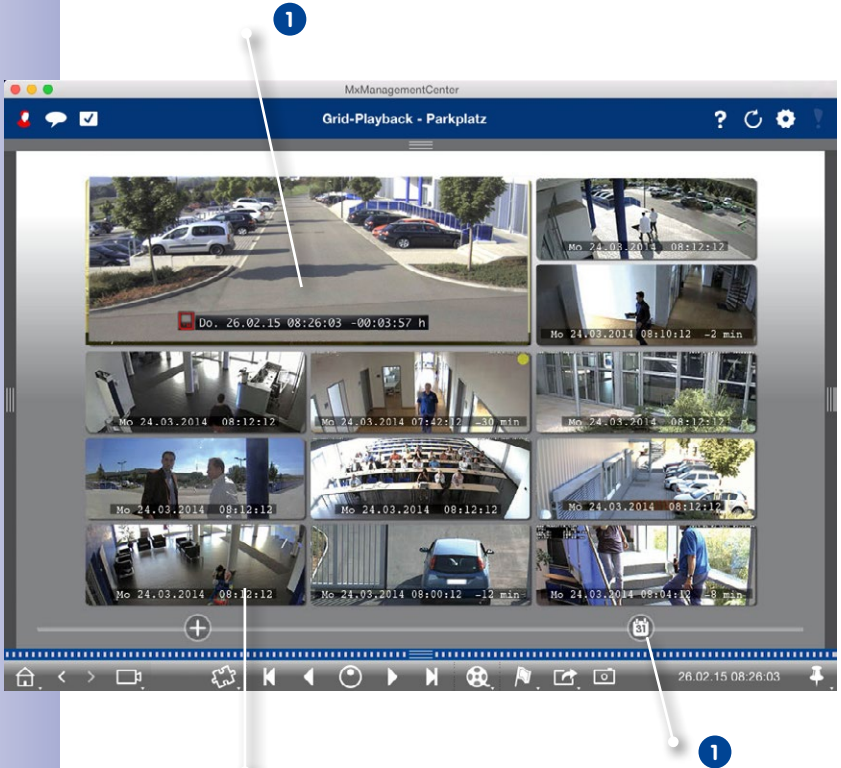 1
MxManagementCenter
? 
Grid-Playback - Parkplatz
Mo 24.03.2014 08:12:12
Do. 26.02.15 08:26:03 -00:03:57 h
Mo 24.03.2014 08:10:12 -2 min
Mo 24.03.2014 08:12:12
Mo 24.03.2014 07:42:12 -30 min
Mo 24.03.2014 08:12:12
Mo 24.03.2014 08:12:12
Mo 24.03.2014 08:12:12
Mo 24.03.2014 08:12:12
Mo 24.03.2014 08:12:12
Mo 24.03.2014 08:00:12 -12 min
Mo 24.03.2014 08:04:12 -8 min
31
26.02.15 08:26:03
1